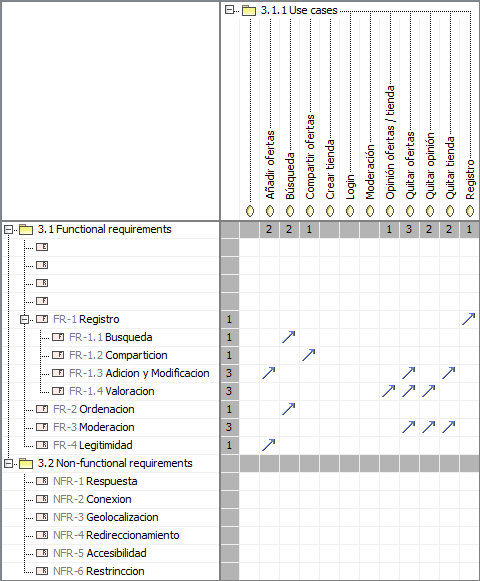 3.1.1 Use cases
Añadir ofertas
Búsqueda
Compartir ofertas
Crear tienda
Login
Moderación
Opinión ofertas / tienda
Quitar ofertas
Quitar opinión
Quitar tienda
Registro
3.1 Functional requirements 2 2 1 1 3 2 2 1
FR-1 Registro 1
FR-1.1 Busqueda 1
FR-1.2 Comparticion 1
FR-1.3 Adicion y Modificacion 3
FR-1.4 Valoracion 3
FR-2 Ordenacion 1
FR-3 Moderacion 3
FR-4 Legitimidad 1
3.2 Non-functional requirements
NFR-1 Respuesta
NFR-2 Conexion
NFR-3 Geolocalizacion
NFR-4 Redireccionamiento
NFR-5 Accesibilidad
NFR-6 Restrinccion